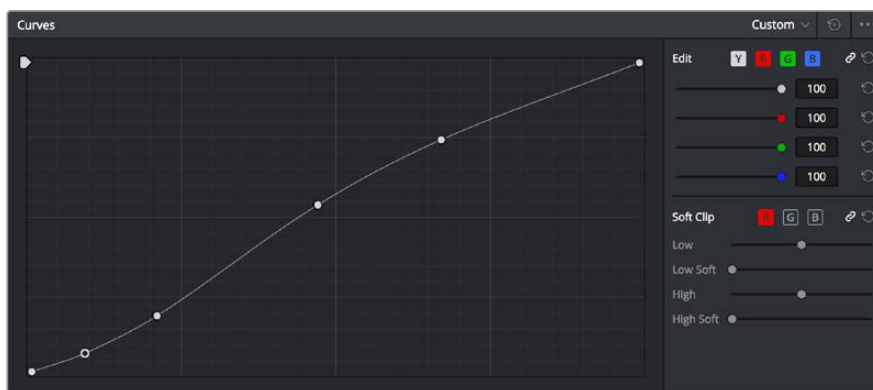 Curves
Custom
Edit Y R G B
100
100
100
100
Soft Clip R G B
Low
Low Soft
High
High Soft